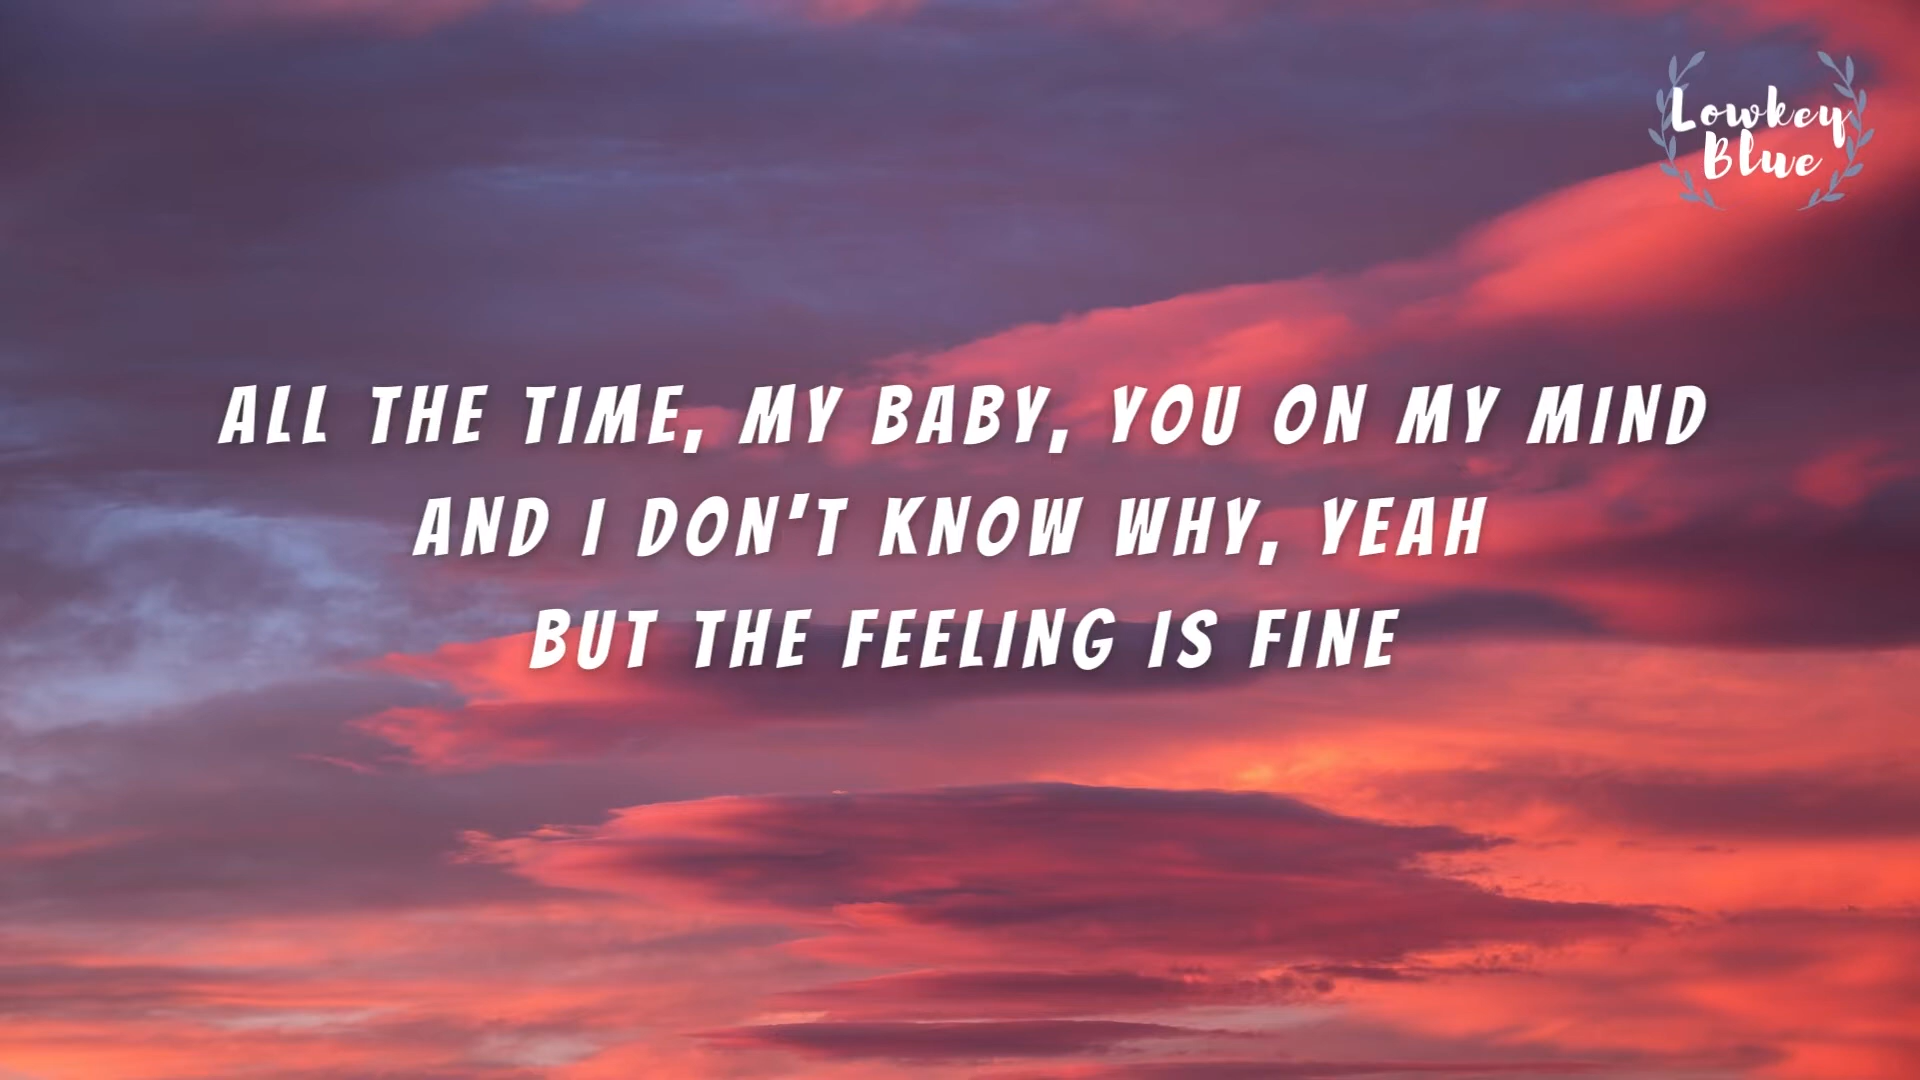 Lowkey
Blue
ALL THE TIME, MY BABY, YOU ON MY MIND
AND I DON'T KNOW WHY, YEAH
BUT THE FEELING IS FINE